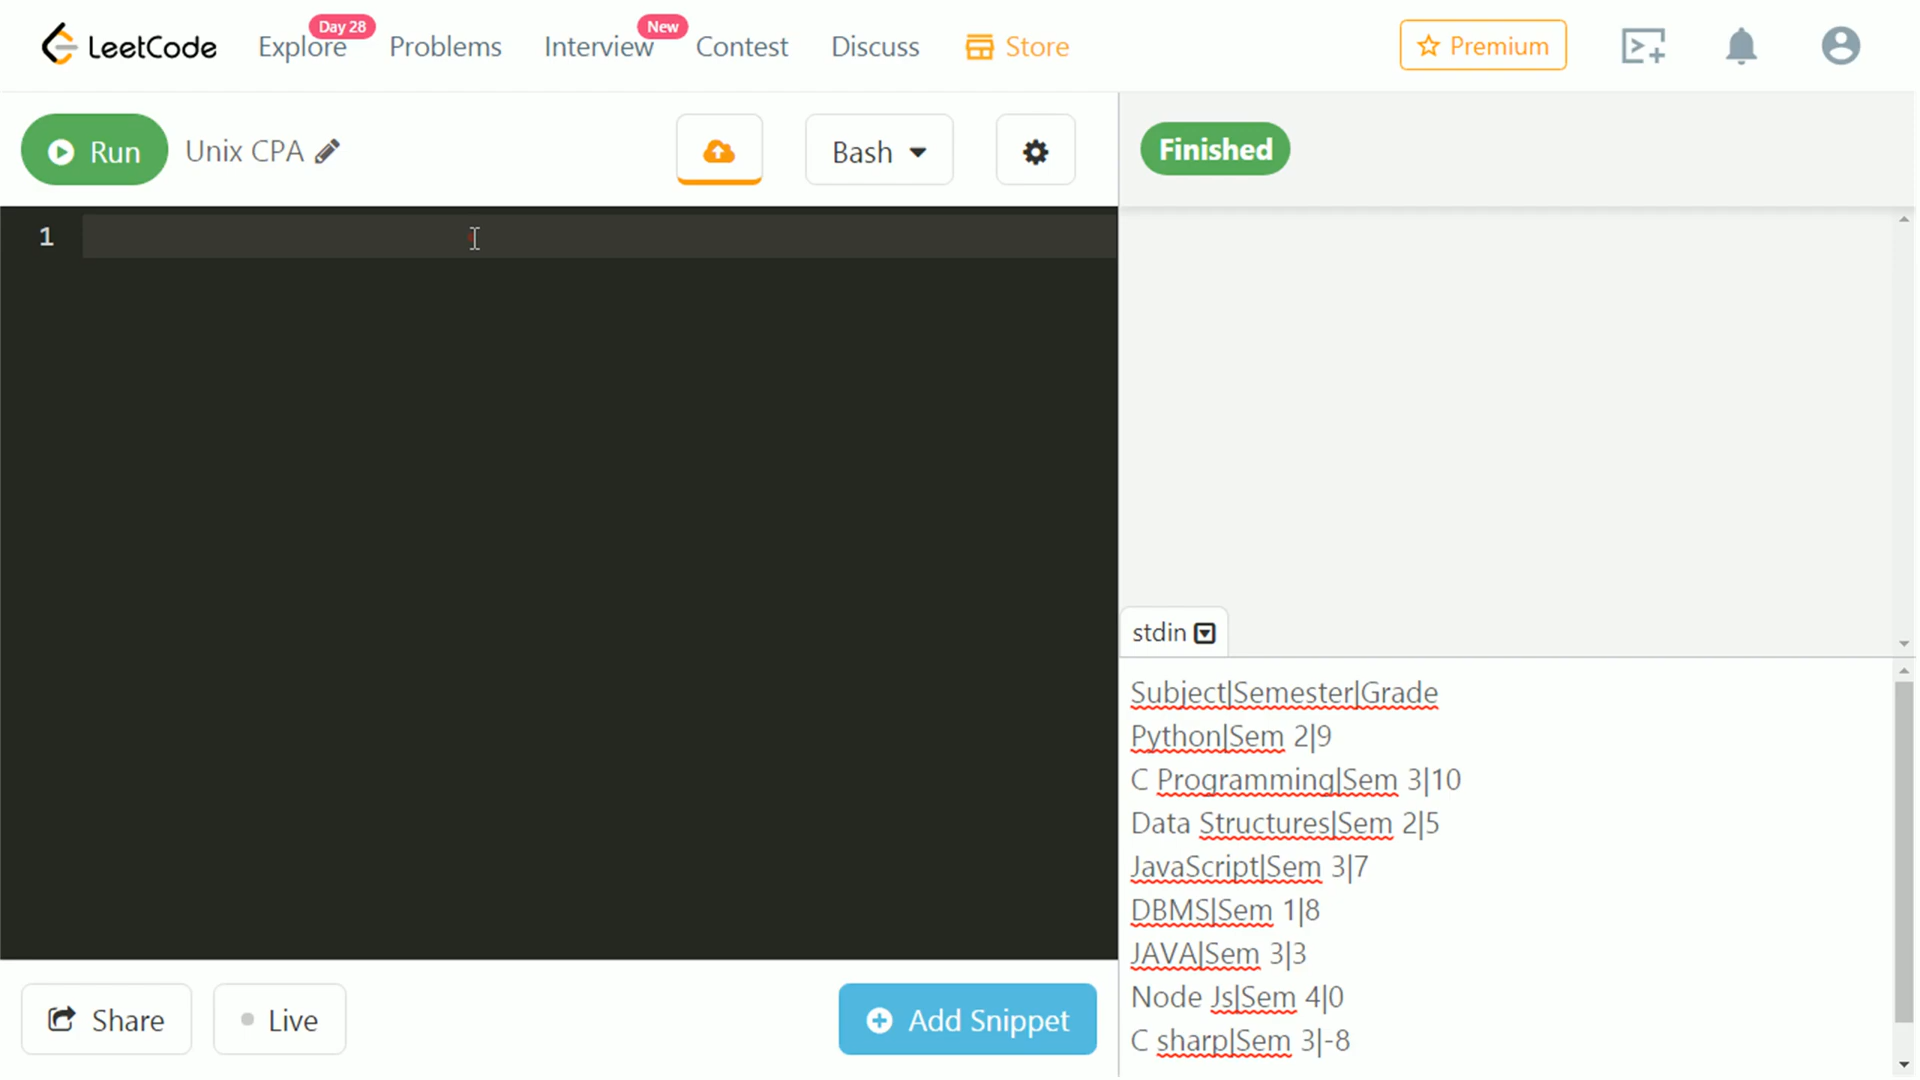 LeetCode Explore Day 28 Problems Interview New Contest Discuss Store Premium
Run Unix CPA Bash Finished
1
stdin
Subject|Semester|Grade
Python|Sem 2|9
C Programming|Sem 3|10
Data Structures|Sem 2|5
JavaScript|Sem 3|7
DBMS|Sem 1|8
JAVA|Sem 3|3
Node Js|Sem 4|0
C sharp|Sem 3|-8
Share Live Add Snippet